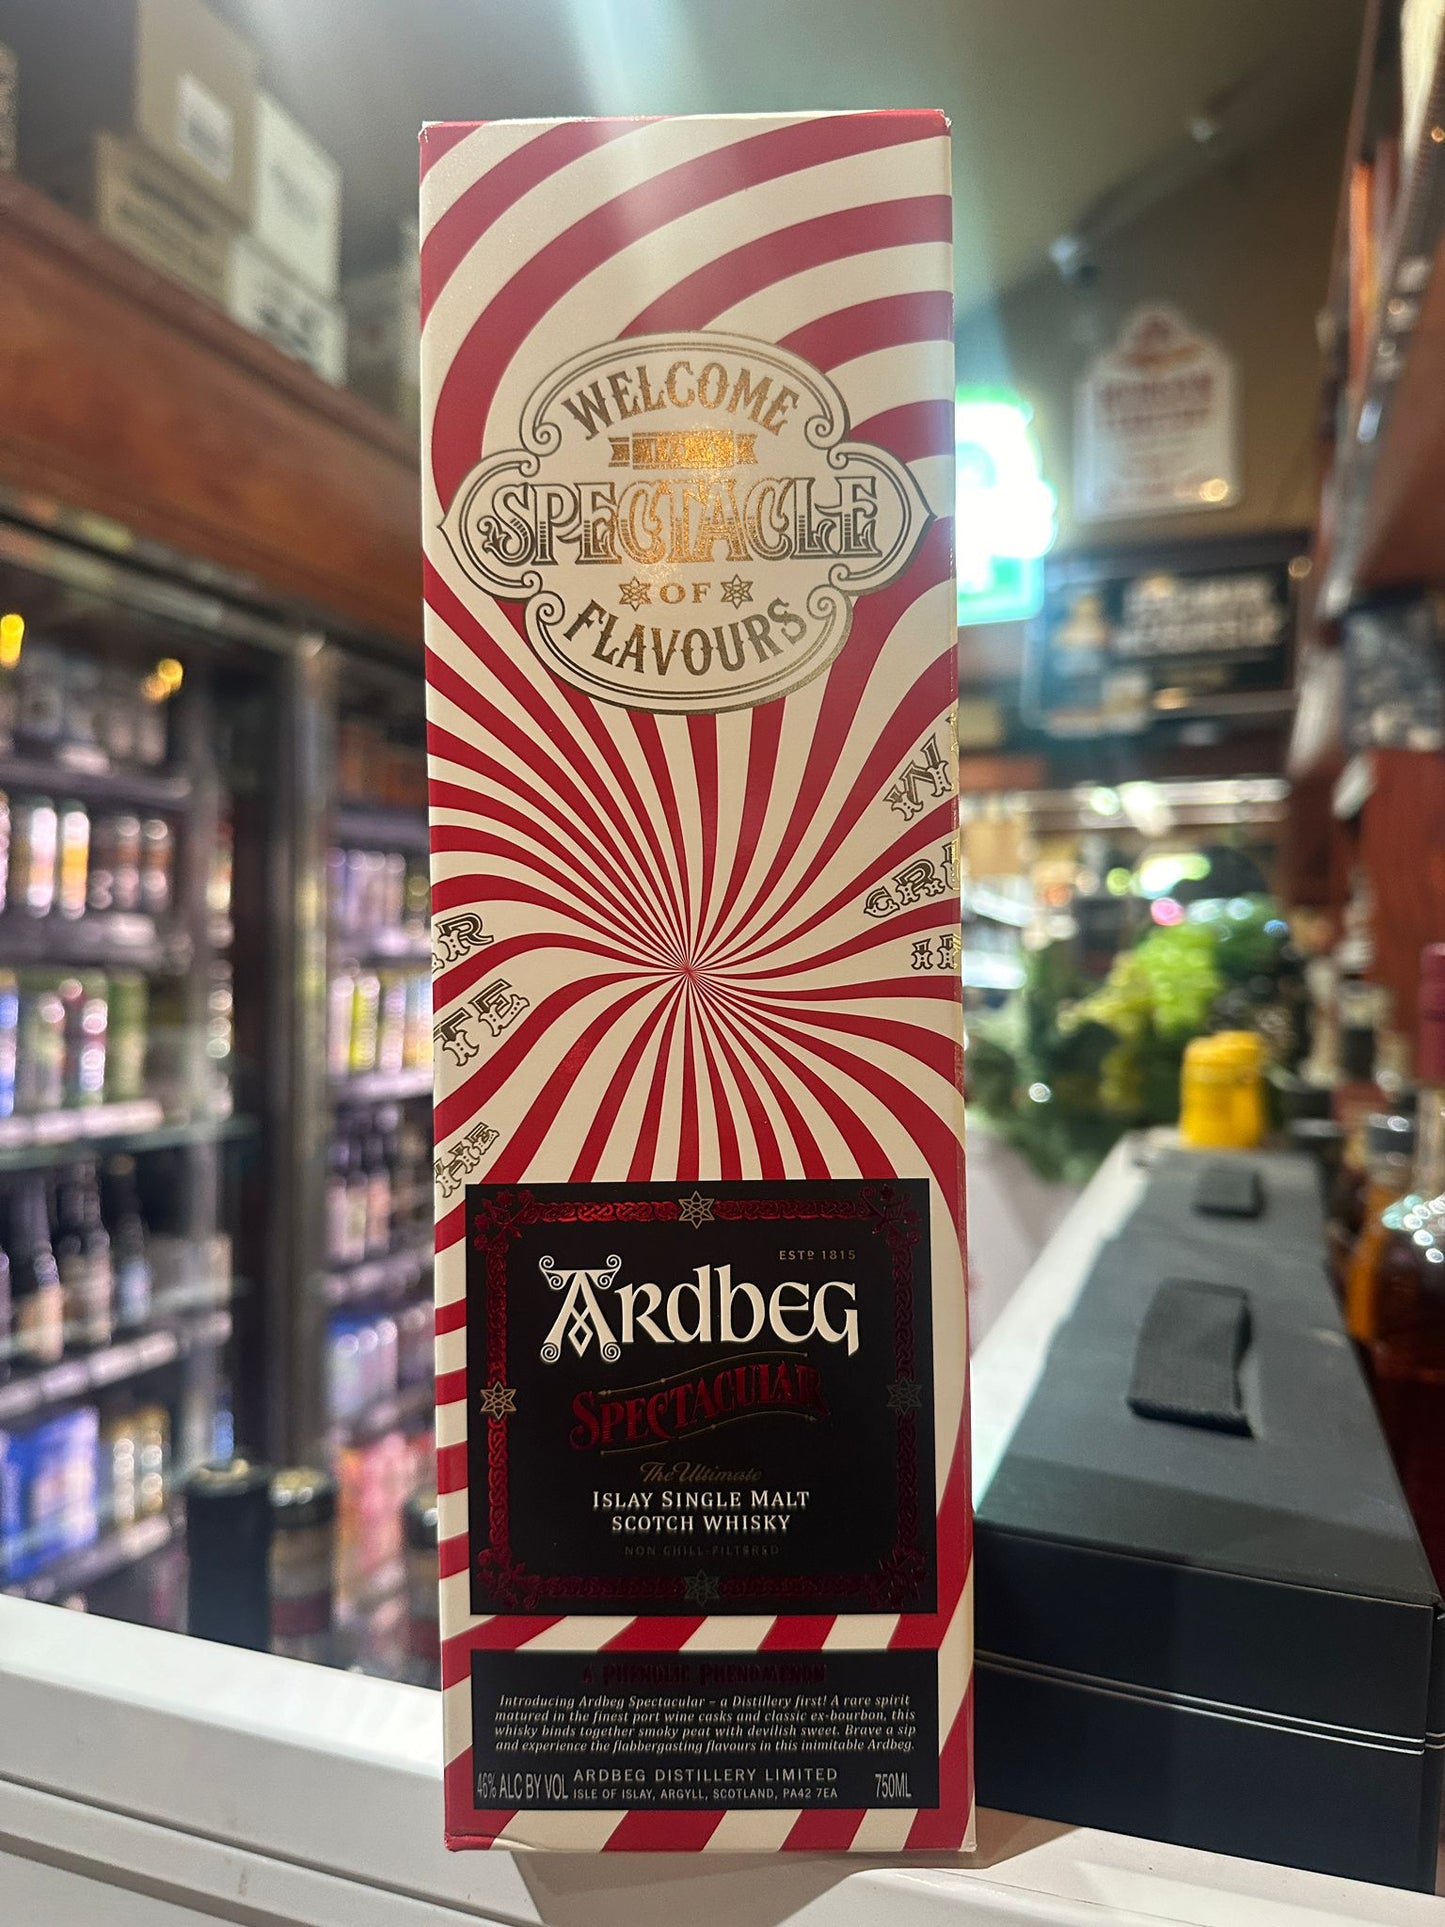 WELCOME
TO A
SPECTACLE
OF
FLAVOURS
ESTD 1815
ARDBEG
SPECTACULAR
The Ultimate
ISLAY SINGLE MALT
SCOTCH WHISKY
NON CHILL-FILTERED
A PHENOLIC PHENOMENON
Introducing Ardbeg Spectacular – a Distillery first! A rare spirit
matured in the finest port wine casks and classic ex-bourbon, this
whisky binds together smoky peat with devilish sweet. Brave a sip
and experience the flabbergasting flavours in this inimitable Ardbeg.
46% ALC BY VOL ARDBEG DISTILLERY LIMITED 750ML
ISLE OF ISLAY, ARGYLL, SCOTLAND, PA42 7EA